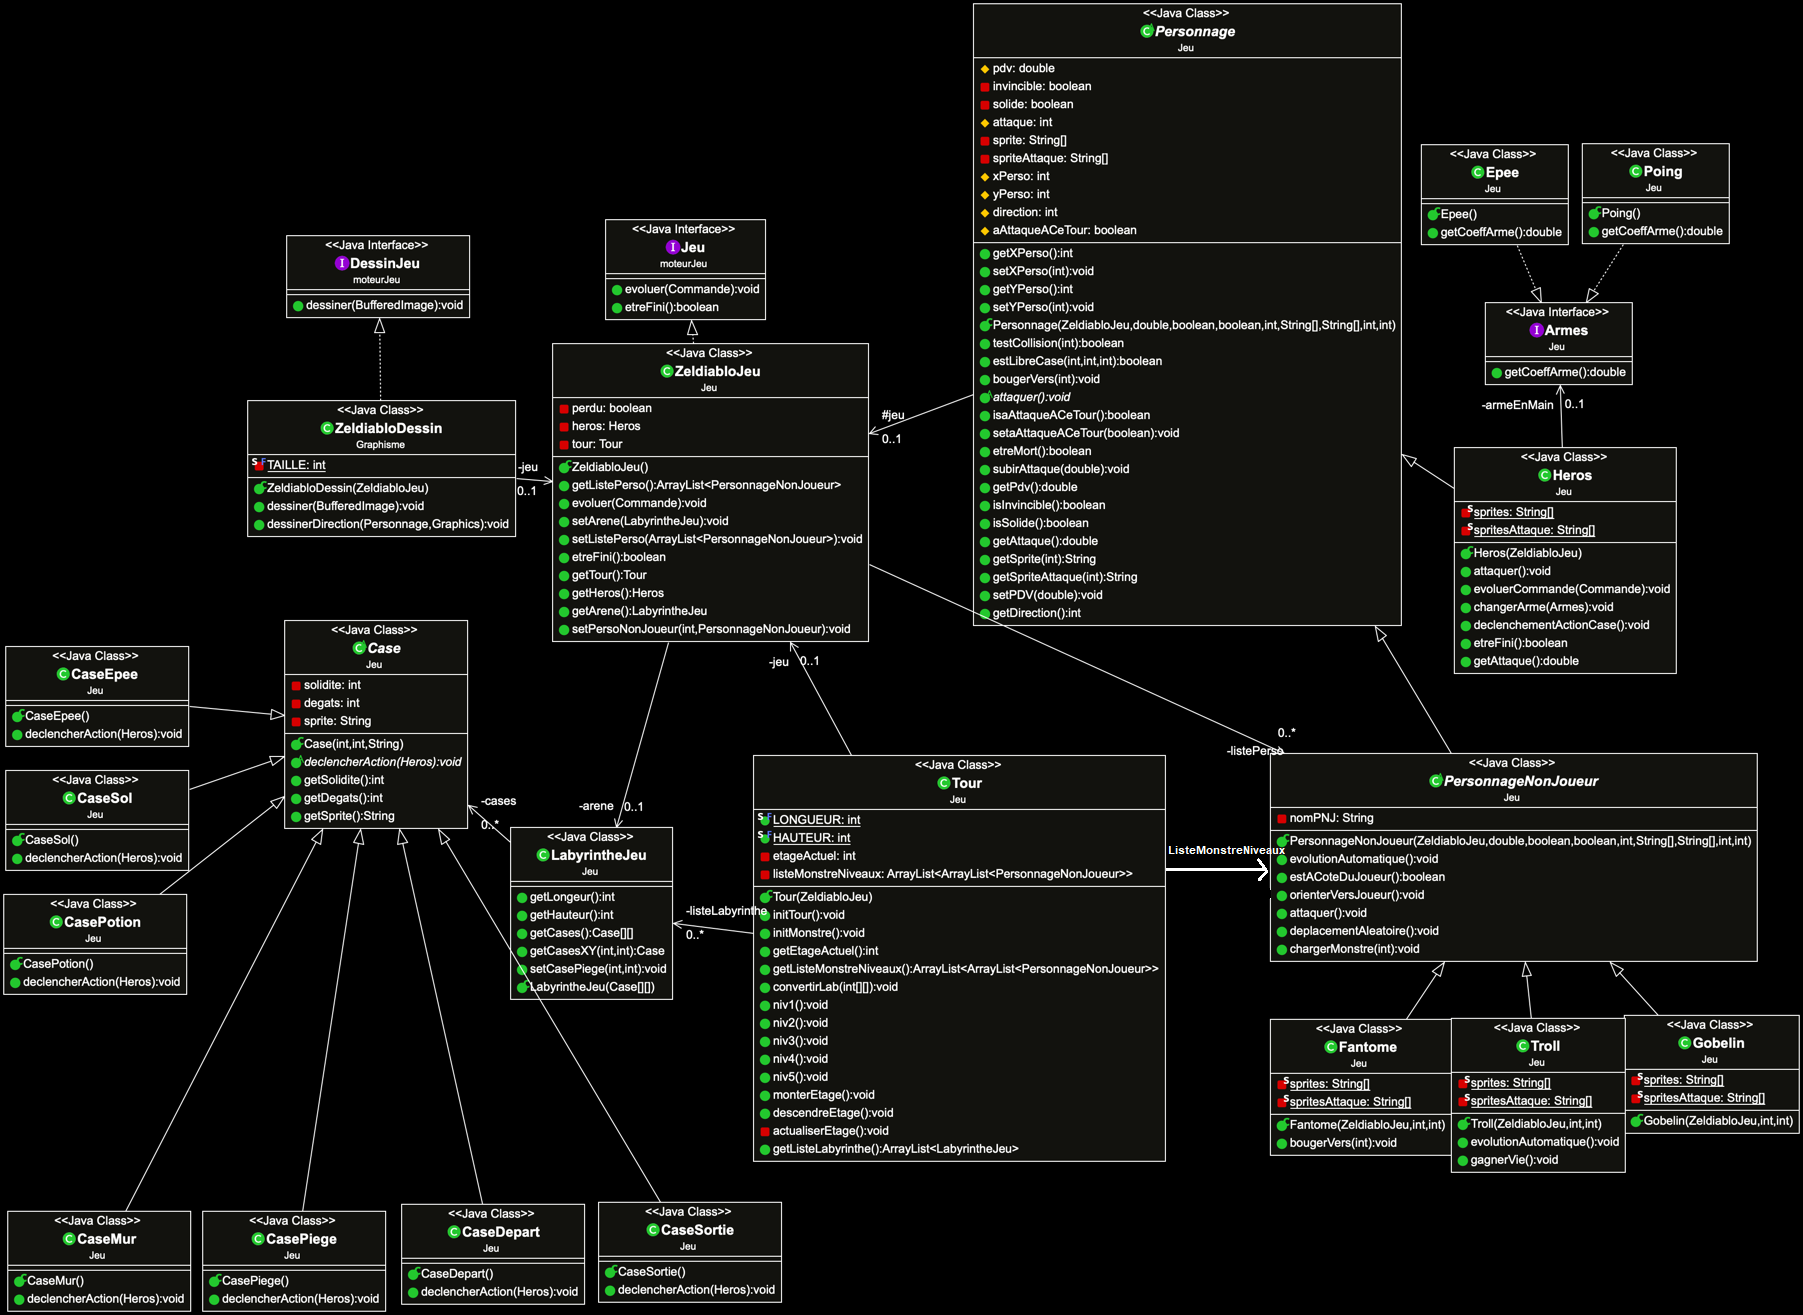 <<Java Class>>
Personnage
Jeu
pdv: double
invincible: boolean
solide: boolean
attaque: int
sprite: String[]
spriteAttaque: String[]
xPerso: int
yPerso: int
direction: int
aAttaqueACeTour: boolean
getXPerso():int
setXPerso(int):void
getYPerso():int
setYPerso(int):void
Personnage(ZeldiabloJeu,double,boolean,boolean,int,String[],String[],int,int)
testCollision(int):boolean
estLibreCase(int,int,int):boolean
bougerVers(int):void
attaquer():void
isaAttaqueACeTour():boolean
setaAttaqueACeTour(boolean):void
etreMort():boolean
subirAttaque(double):void
getPdv():double
isInvincible():boolean
isSolide():boolean
getAttaque():double
getSprite(int):String
getSpriteAttaque(int):String
setPDV(double):void
getDirection():int
<<Java Class>>
Epee
Jeu
Epee()
getCoeffArme():double
<<Java Class>>
Poing
Jeu
Poing()
getCoeffArme():double
<<Java Interface>>
Armes
Jeu
getCoeffArme():double
-armeEnMain
0..1
<<Java Class>>
Heros
Jeu
sprites: String[]
spritesAttaque: String[]
Heros(ZeldiabloJeu)
attaquer():void
evoluerCommande(Commande):void
changerArme(Armes):void
declenchementActionCase():void
etreFini():boolean
getAttaque():double
<<Java Interface>>
DessinJeu
moteurJeu
dessiner(BufferedImage):void
<<Java Interface>>
Jeu
moteurJeu
evoluer(Commande):void
etreFini():boolean
<<Java Class>>
ZeldiabloDessin
Graphisme
TAILLE: int
ZeldiabloDessin(ZeldiabloJeu)
dessiner(BufferedImage):void
dessinerDirection(Personnage,Graphics):void
-jeu
0..1
<<Java Class>>
ZeldiabloJeu
Jeu
perdu: boolean
heros: Heros
tour: Tour
ZeldiabloJeu()
getListePerso():ArrayList<PersonnageNonJoueur>
evoluer(Commande):void
setArene(LabyrintheJeu):void
setListePerso(ArrayList<PersonnageNonJoueur>):void
etreFini():boolean
getTour():Tour
getHeros():Heros
getArene():LabyrintheJeu
setPersoNonJoueur(int,PersonnageNonJoueur):void
#jeu
0..1
-jeu
0..1
<<Java Class>>
Case
Jeu
solidite: int
degats: int
sprite: String
Case(int,int,String)
declencherAction(Heros):void
getSolidite():int
getDegats():int
getSprite():String
<<Java Class>>
CaseEpee
Jeu
CaseEpee()
declencherAction(Heros):void
<<Java Class>>
CaseSol
Jeu
CaseSol()
declencherAction(Heros):void
<<Java Class>>
CasePotion
Jeu
CasePotion()
declencherAction(Heros):void
-cases
0..*
-arene
0..1
<<Java Class>>
LabyrintheJeu
Jeu
getLongeur():int
getHauteur():int
getCases():Case[][]
getCasesXY(int,int):Case
setCasePiege(int,int):void
LabyrintheJeu(Case[][])
-listeLabyrinthe
0..*
<<Java Class>>
Tour
Jeu
LONGUEUR: int
HAUTEUR: int
etageActuel: int
listeMonstreNiveaux: ArrayList<ArrayList<PersonnageNonJoueur>>
Tour(ZeldiabloJeu)
initTour():void
initMonstre():void
getEtageActuel():int
getListeMonstreNiveaux():ArrayList<ArrayList<PersonnageNonJoueur>>
convertirLab(int[][]):void
niv1():void
niv2():void
niv3():void
niv4():void
niv5():void
monterEtage():void
descendreEtage():void
actualiserEtage():void
getListeLabyrinthe():ArrayList<LabyrintheJeu>
ListeMonstreNiveaux
0..*
-listePerso
<<Java Class>>
PersonnageNonJoueur
Jeu
nomPNJ: String
PersonnageNonJoueur(ZeldiabloJeu,double,boolean,boolean,int,String[],String[],int,int)
evolutionAutomatique():void
estACoteDuJoueur():boolean
orienterVersJoueur():void
attaquer():void
deplacementAleatoire():void
chargerMonstre(int):void
<<Java Class>>
Fantome
Jeu
sprites: String[]
spritesAttaque: String[]
Fantome(ZeldiabloJeu,int,int)
bougerVers(int):void
<<Java Class>>
Troll
Jeu
sprites: String[]
spritesAttaque: String[]
Troll(ZeldiabloJeu,int,int)
evolutionAutomatique():void
gagnerVie():void
<<Java Class>>
Gobelin
Jeu
sprites: String[]
spritesAttaque: String[]
Gobelin(ZeldiabloJeu,int,int)
<<Java Class>>
CaseMur
Jeu
CaseMur()
declencherAction(Heros):void
<<Java Class>>
CasePiege
Jeu
CasePiege()
declencherAction(Heros):void
<<Java Class>>
CaseDepart
Jeu
CaseDepart()
declencherAction(Heros):void
<<Java Class>>
CaseSortie
Jeu
CaseSortie()
declencherAction(Heros):void